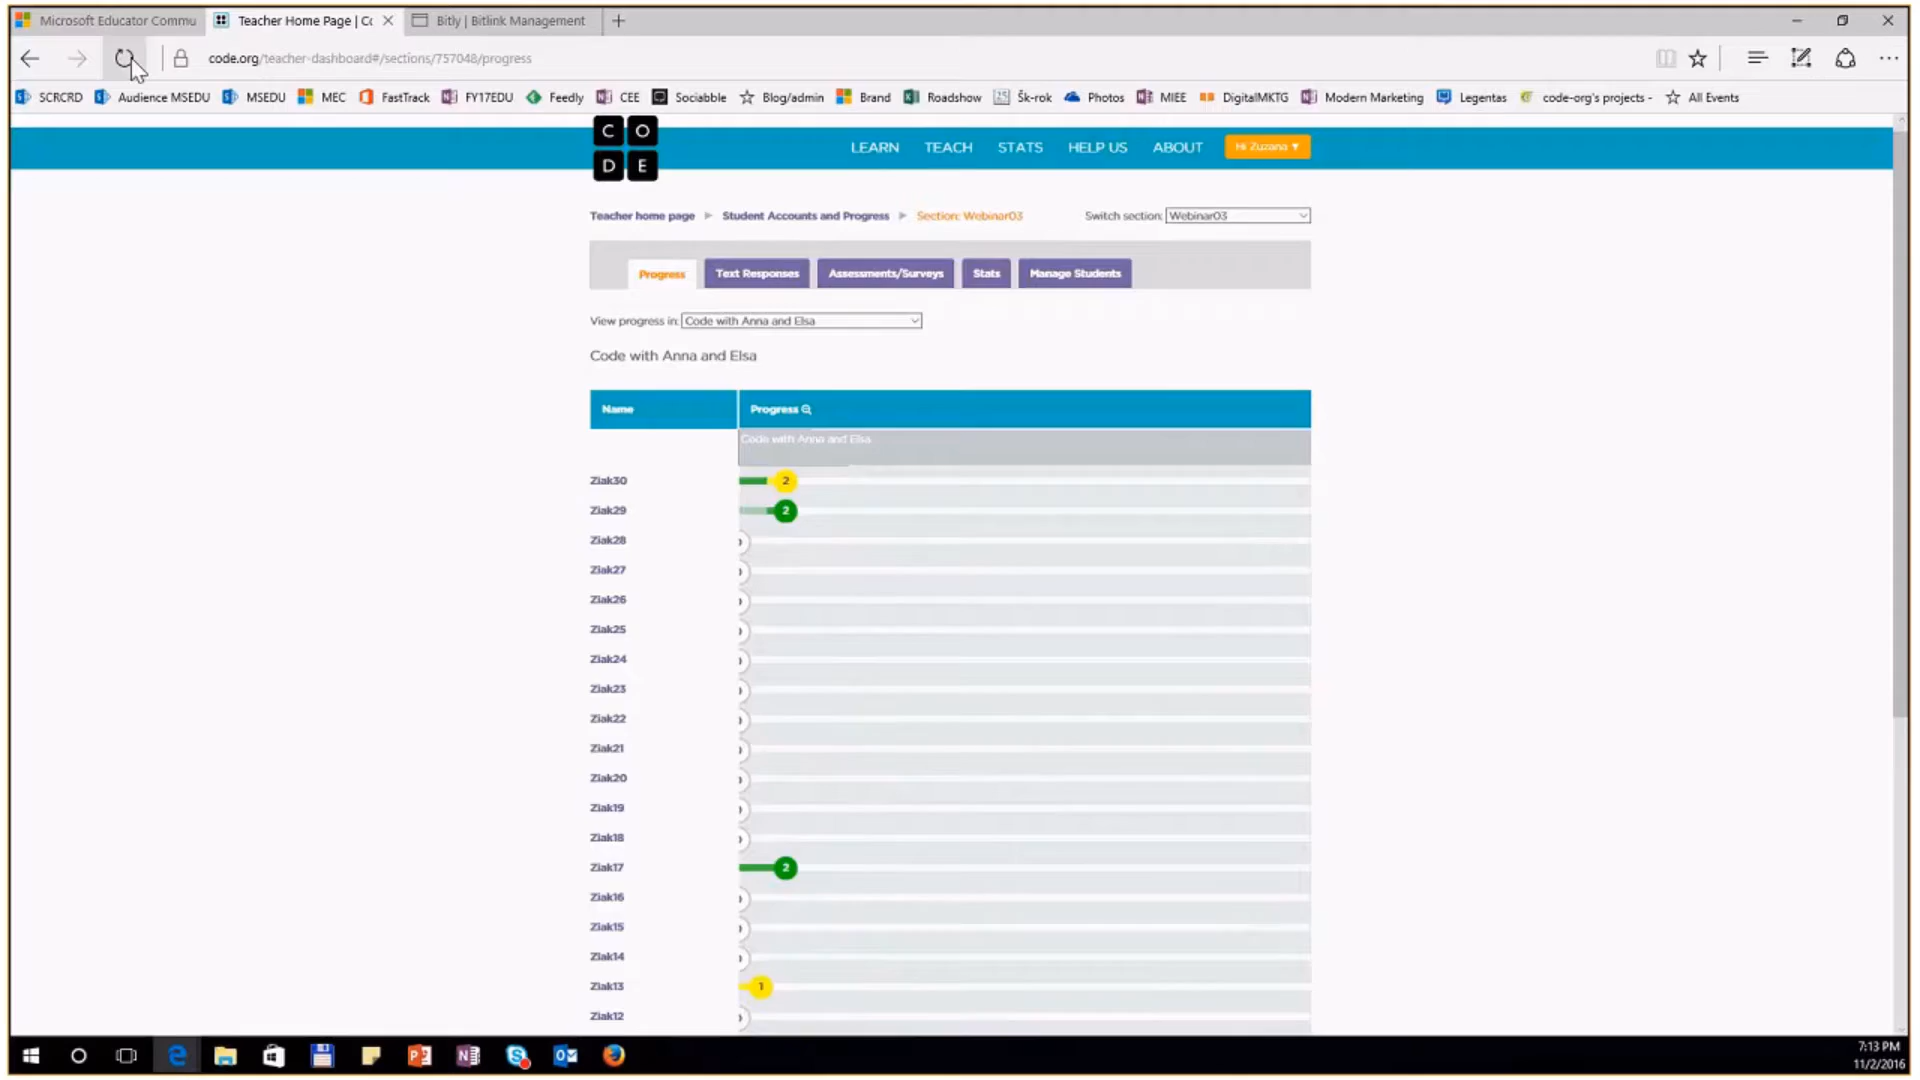 Microsoft Educator Commu
Teacher Home Page | Cc
Bitly | Bitlink Management
code.org/teacher-dashboard#/sections/757048/progress
SCRCRD Audience MSEDU MSEDU MEC FastTrack FY17EDU Feedly CEE Sociabble Blog/admin Brand Roadshow Šk-rok Photos MIEE DigitalMKTG Modern Marketing Legentas code-org's projects - All Events
C O
D E
LEARN TEACH STATS HELP US ABOUT Hi Zuzana ▼
Teacher home page ▶ Student Accounts and Progress ▶ Section: Webinar03 Switch section: Webinar03
Progress Text Responses Assessments/Surveys Stats Manage Students
View progress in: Code with Anna and Elsa
Code with Anna and Elsa
Name Progress
Code with Anna and Elsa
Ziak30 2
Ziak29 2
Ziak28
Ziak27
Ziak26
Ziak25
Ziak24
Ziak23
Ziak22
Ziak21
Ziak20
Ziak19
Ziak18
Ziak17 2
Ziak16
Ziak15
Ziak14
Ziak13 1
Ziak12
7:13 PM
11/2/2016